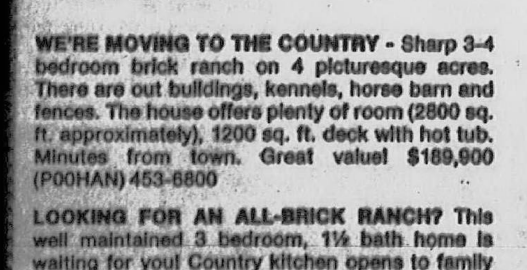 WE'RE MOVING TO THE COUNTRY - Sharp 3-4
bedroom brick ranch on 4 picturesque acres.
There are out buildings, kennels, horse barn and
fences. The house offers plenty of room (2800 sq.
ft. approximately), 1200 sq. ft. deck with hot tub.
Minutes from town. Great value! $189,900
(P00HAN) 453-6800
LOOKING FOR AN ALL-BRICK RANCH? This
well maintained 3 bedroom, 1½ bath home is
waiting for you! Country kitchen opens to family